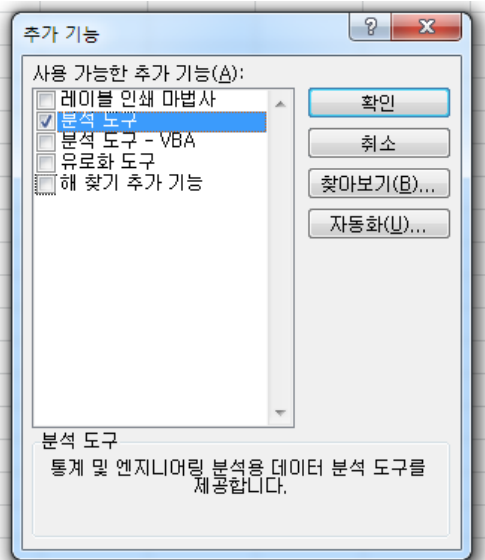 추가 기능
사용 가능한 추가 기능(A):
레이블 인쇄 마법사
분석 도구
분석 도구 - VBA
유로화 도구
해 찾기 추가 기능
확인
취소
찾아보기(B)...
자동화(U)...
분석 도구
통계 및 엔지니어링 분석용 데이터 분석 도구를
제공합니다.